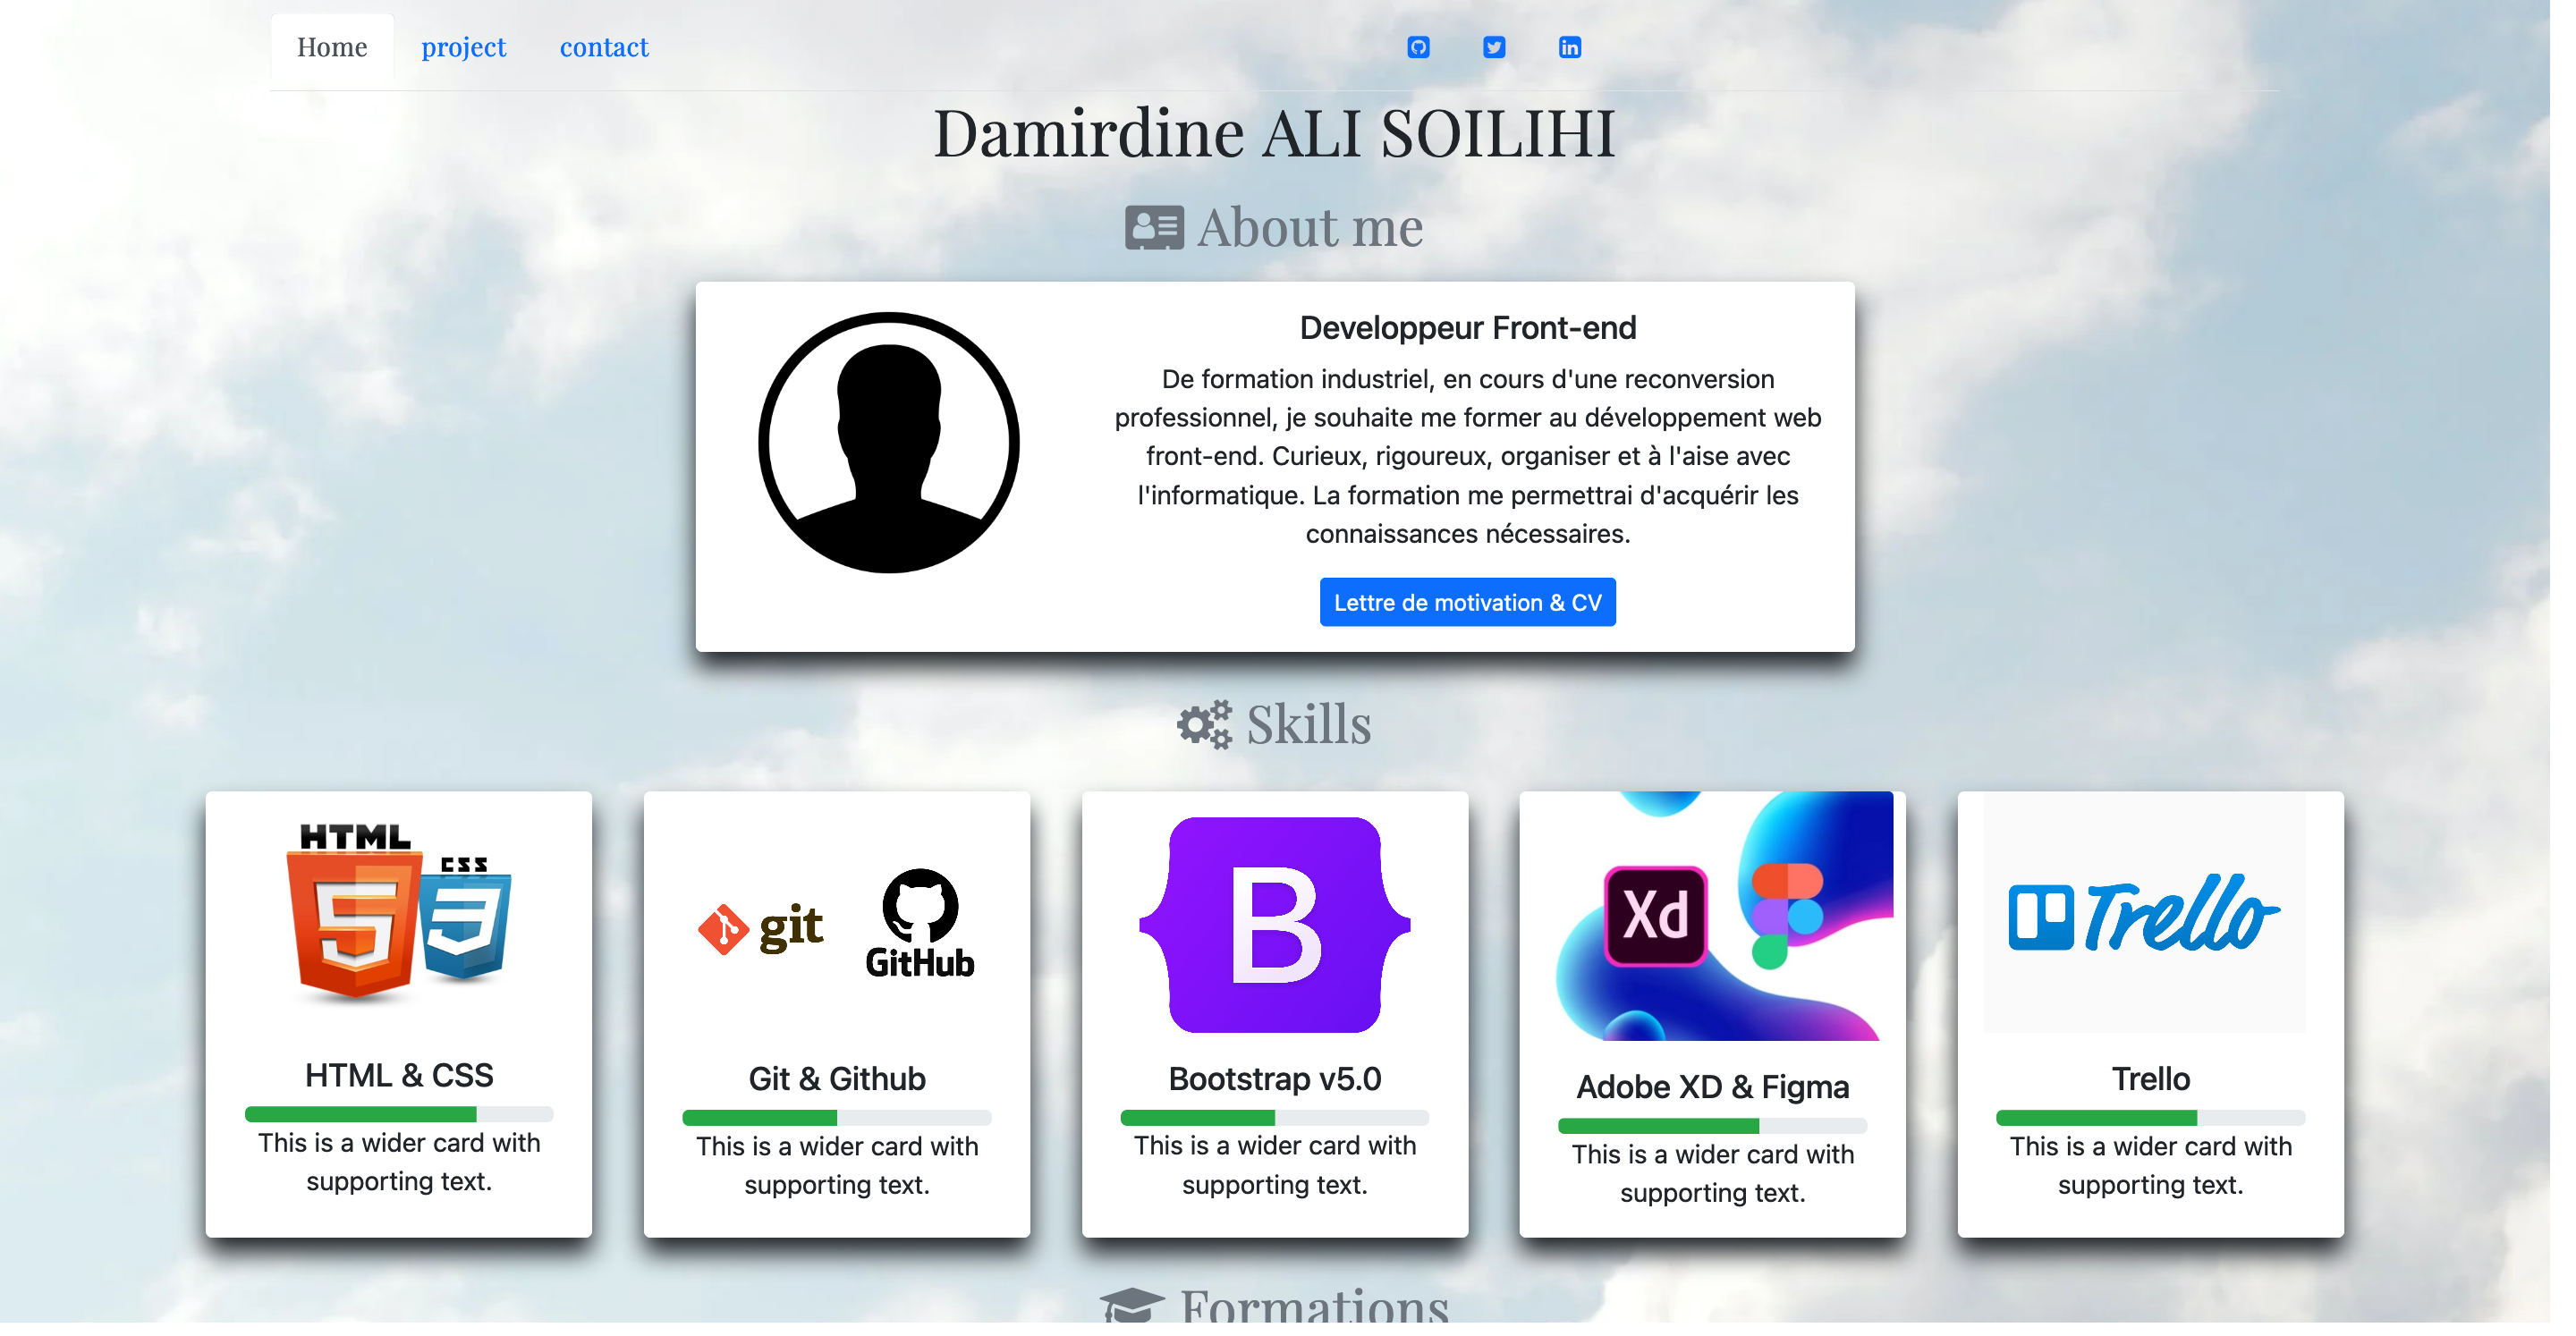 Home project contact
Damirdine ALI SOILIHI
About me
Developpeur Front-end
De formation industriel, en cours d'une reconversion
professionnel, je souhaite me former au développement web
front-end. Curieux, rigoureux, organiser et à l'aise avec
l'informatique. La formation me permettrai d'acquérir les
connaissances nécessaires.
Lettre de motivation & CV
Skills
HTML
CSS
5
3
HTML & CSS
This is a wider card with
supporting text.
git
GitHub
Git & Github
This is a wider card with
supporting text.
B
Bootstrap v5.0
This is a wider card with
supporting text.
Xd
Adobe XD & Figma
This is a wider card with
supporting text.
Trello
Trello
This is a wider card with
supporting text.
Formations